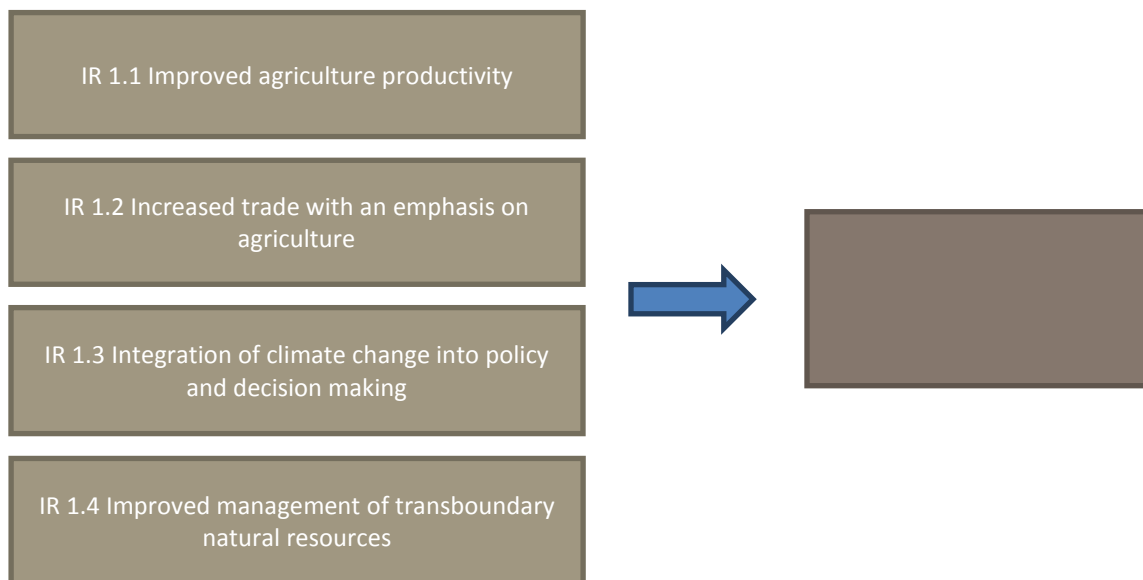 IR 1.1 Improved agriculture productivity
IR 1.2 Increased trade with an emphasis on
agriculture
IR 1.3 Integration of climate change into policy
and decision making
IR 1.4 Improved management of transboundary
natural resources